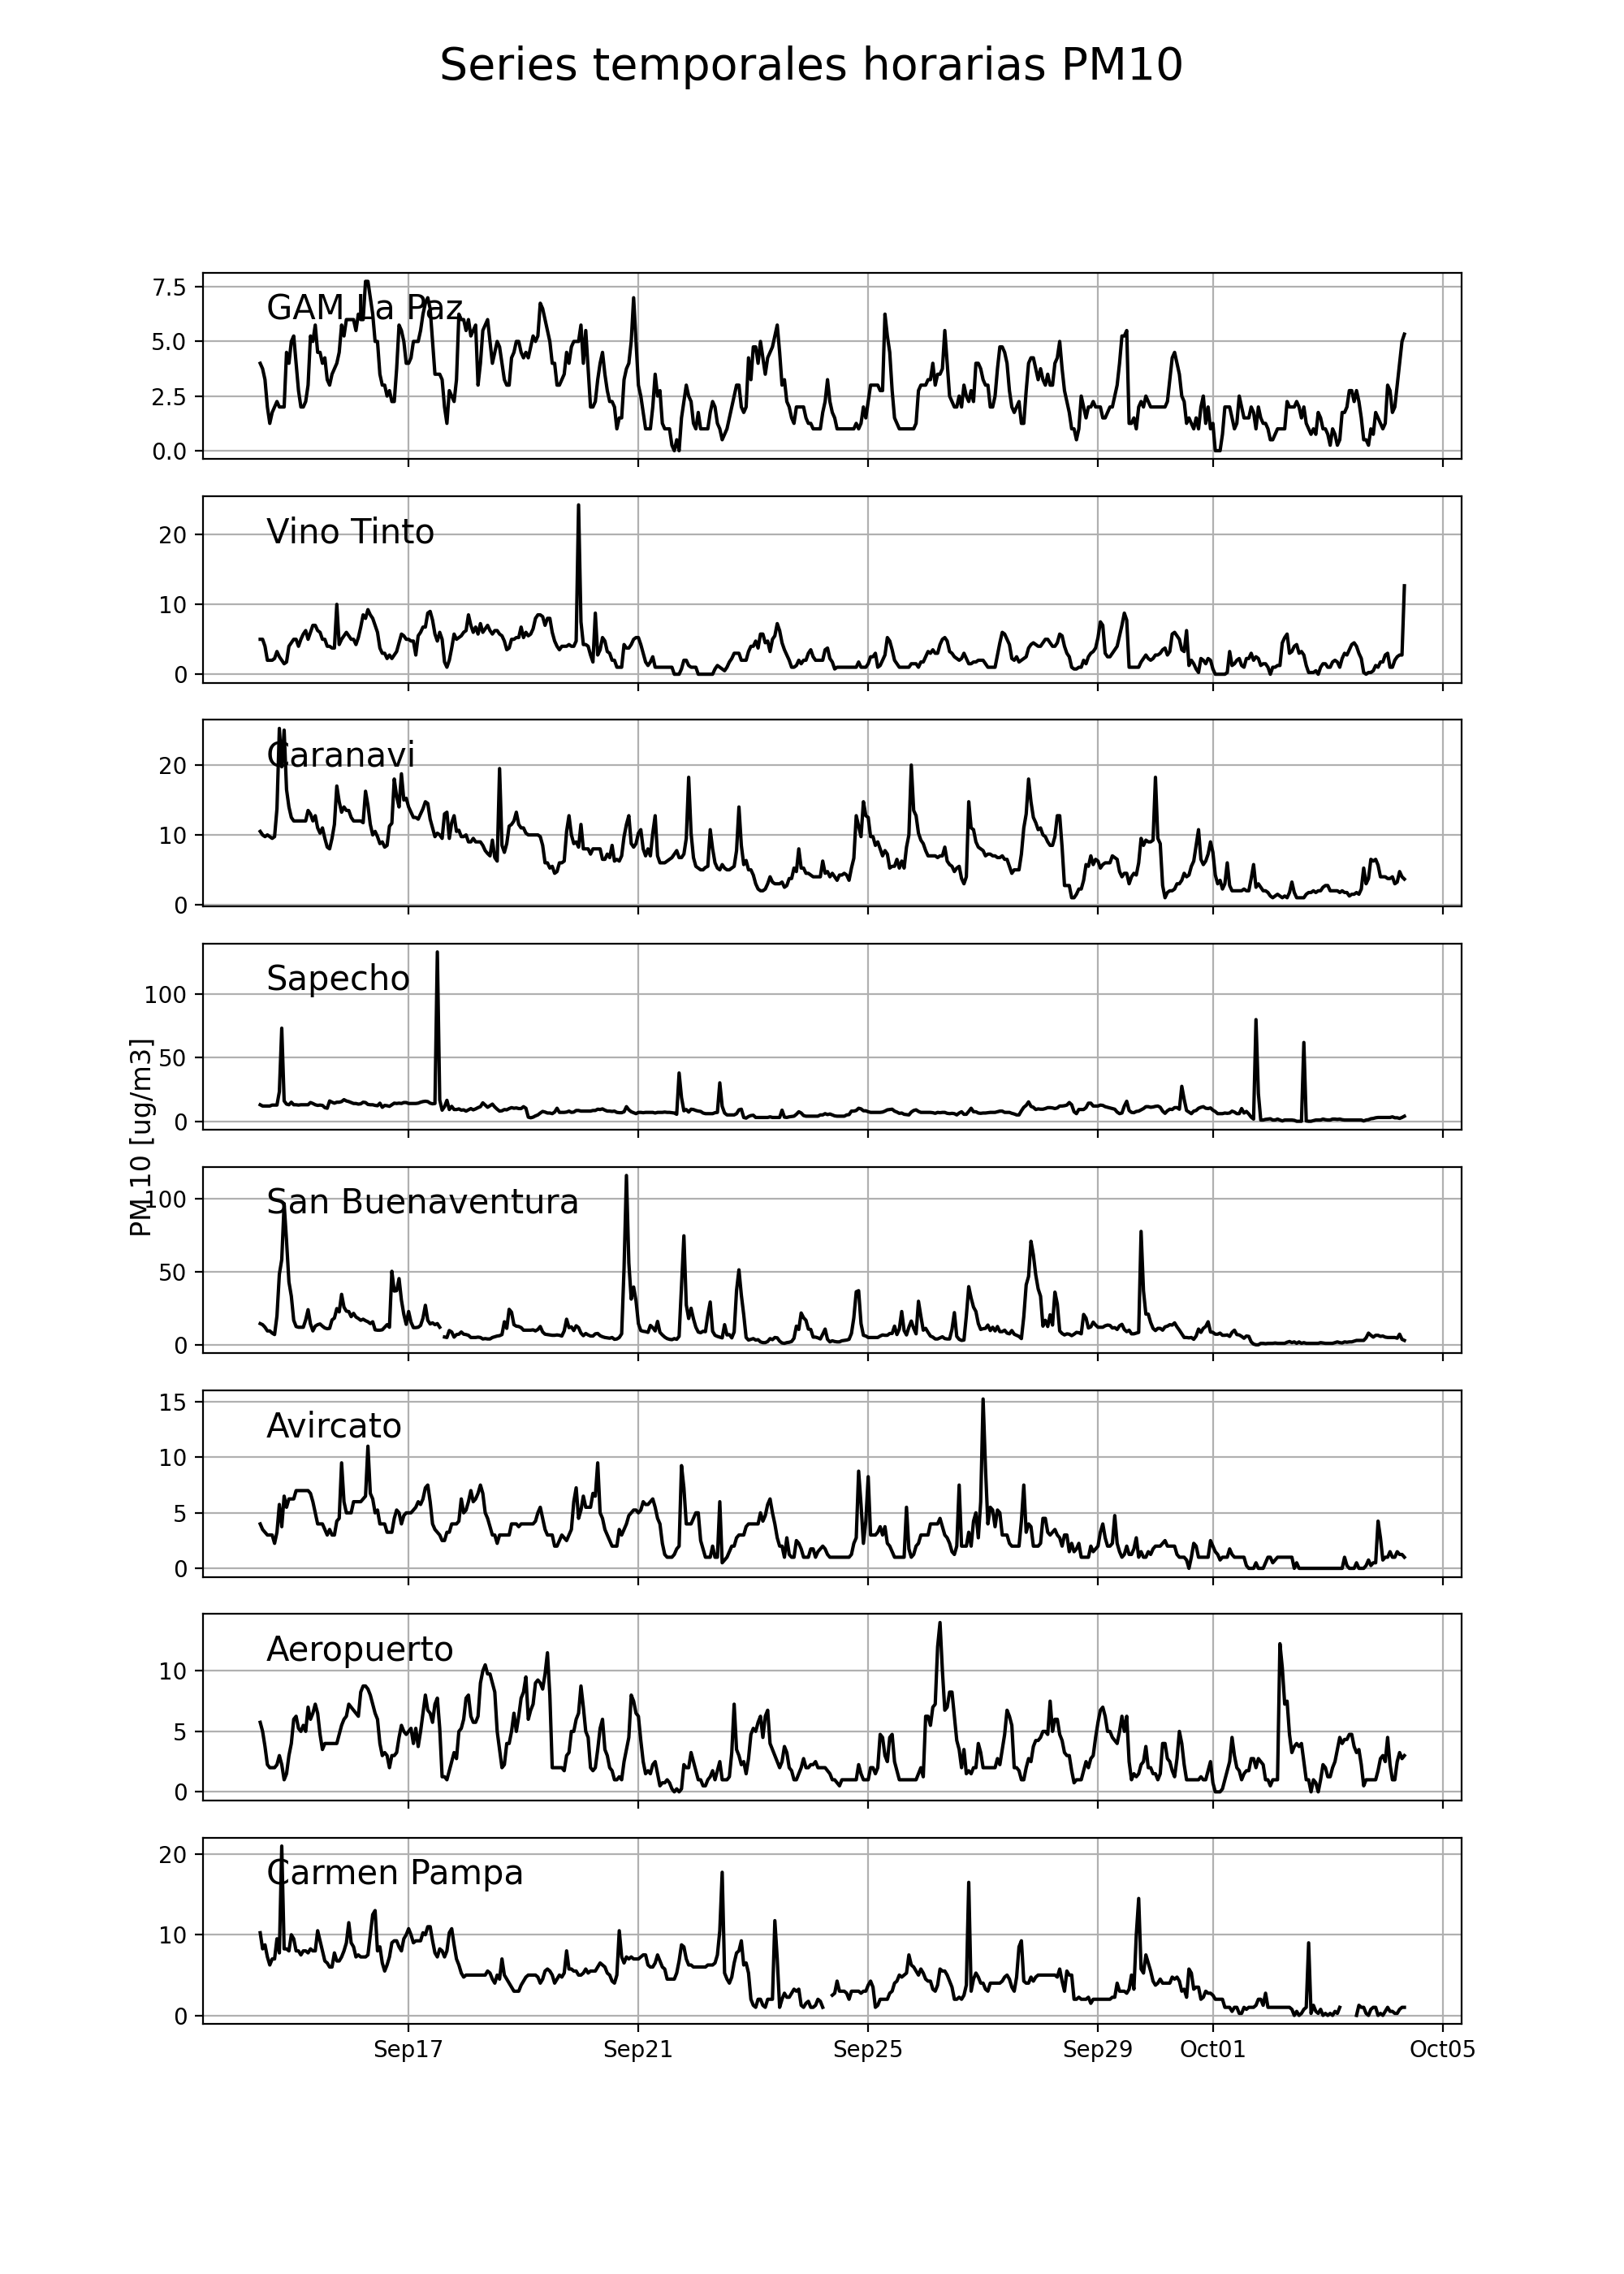 Series temporales horarias PM10
7.5
5.0
2.5
0.0
GAM La Paz
20
10
0
Vino Tinto
20
10
0
Caranavi
PM 10 [ug/m3]
100
50
0
Sapecho
100
50
0
San Buenaventura
15
10
5
0
Avircato
10
5
0
Aeropuerto
20
10
0
Carmen Pampa
Sep17 Sep21 Sep25 Sep29 Oct01 Oct05